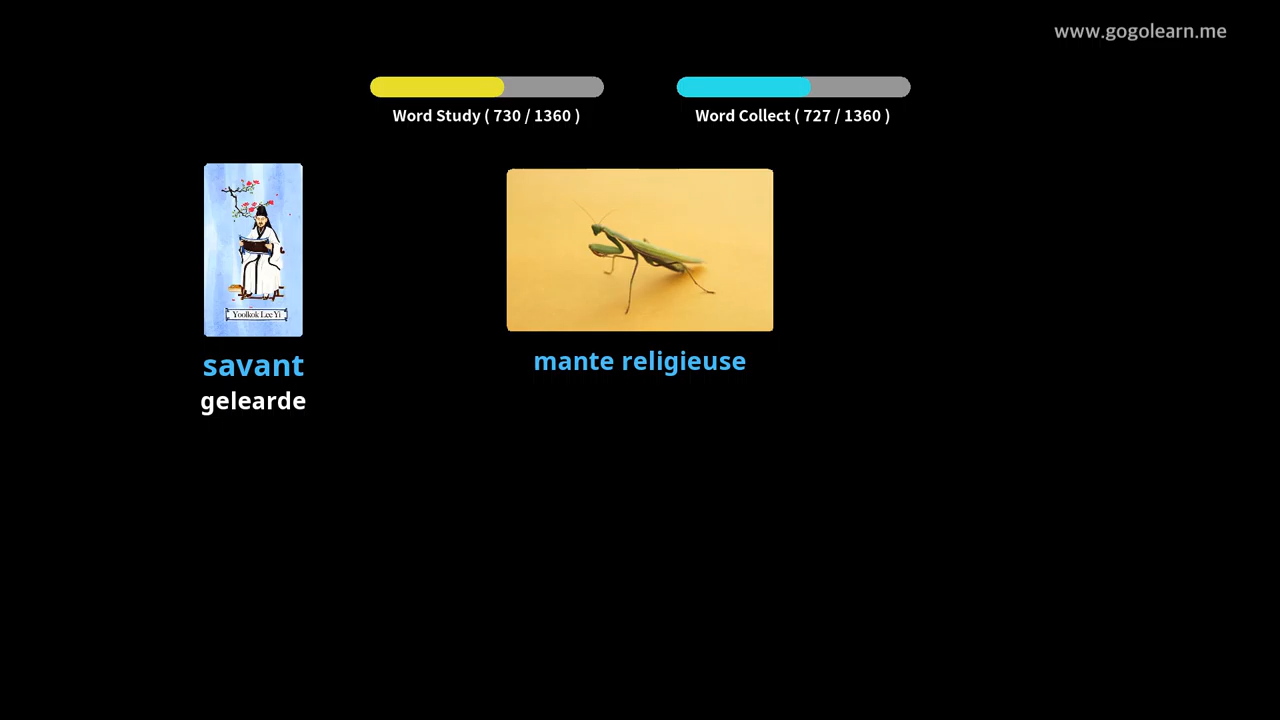 www.gogolearn.me
Word Study ( 730 / 1360 )
Word Collect ( 727 / 1360 )
Yoolkok Lee Yi
savant
gelearde
mante religieuse